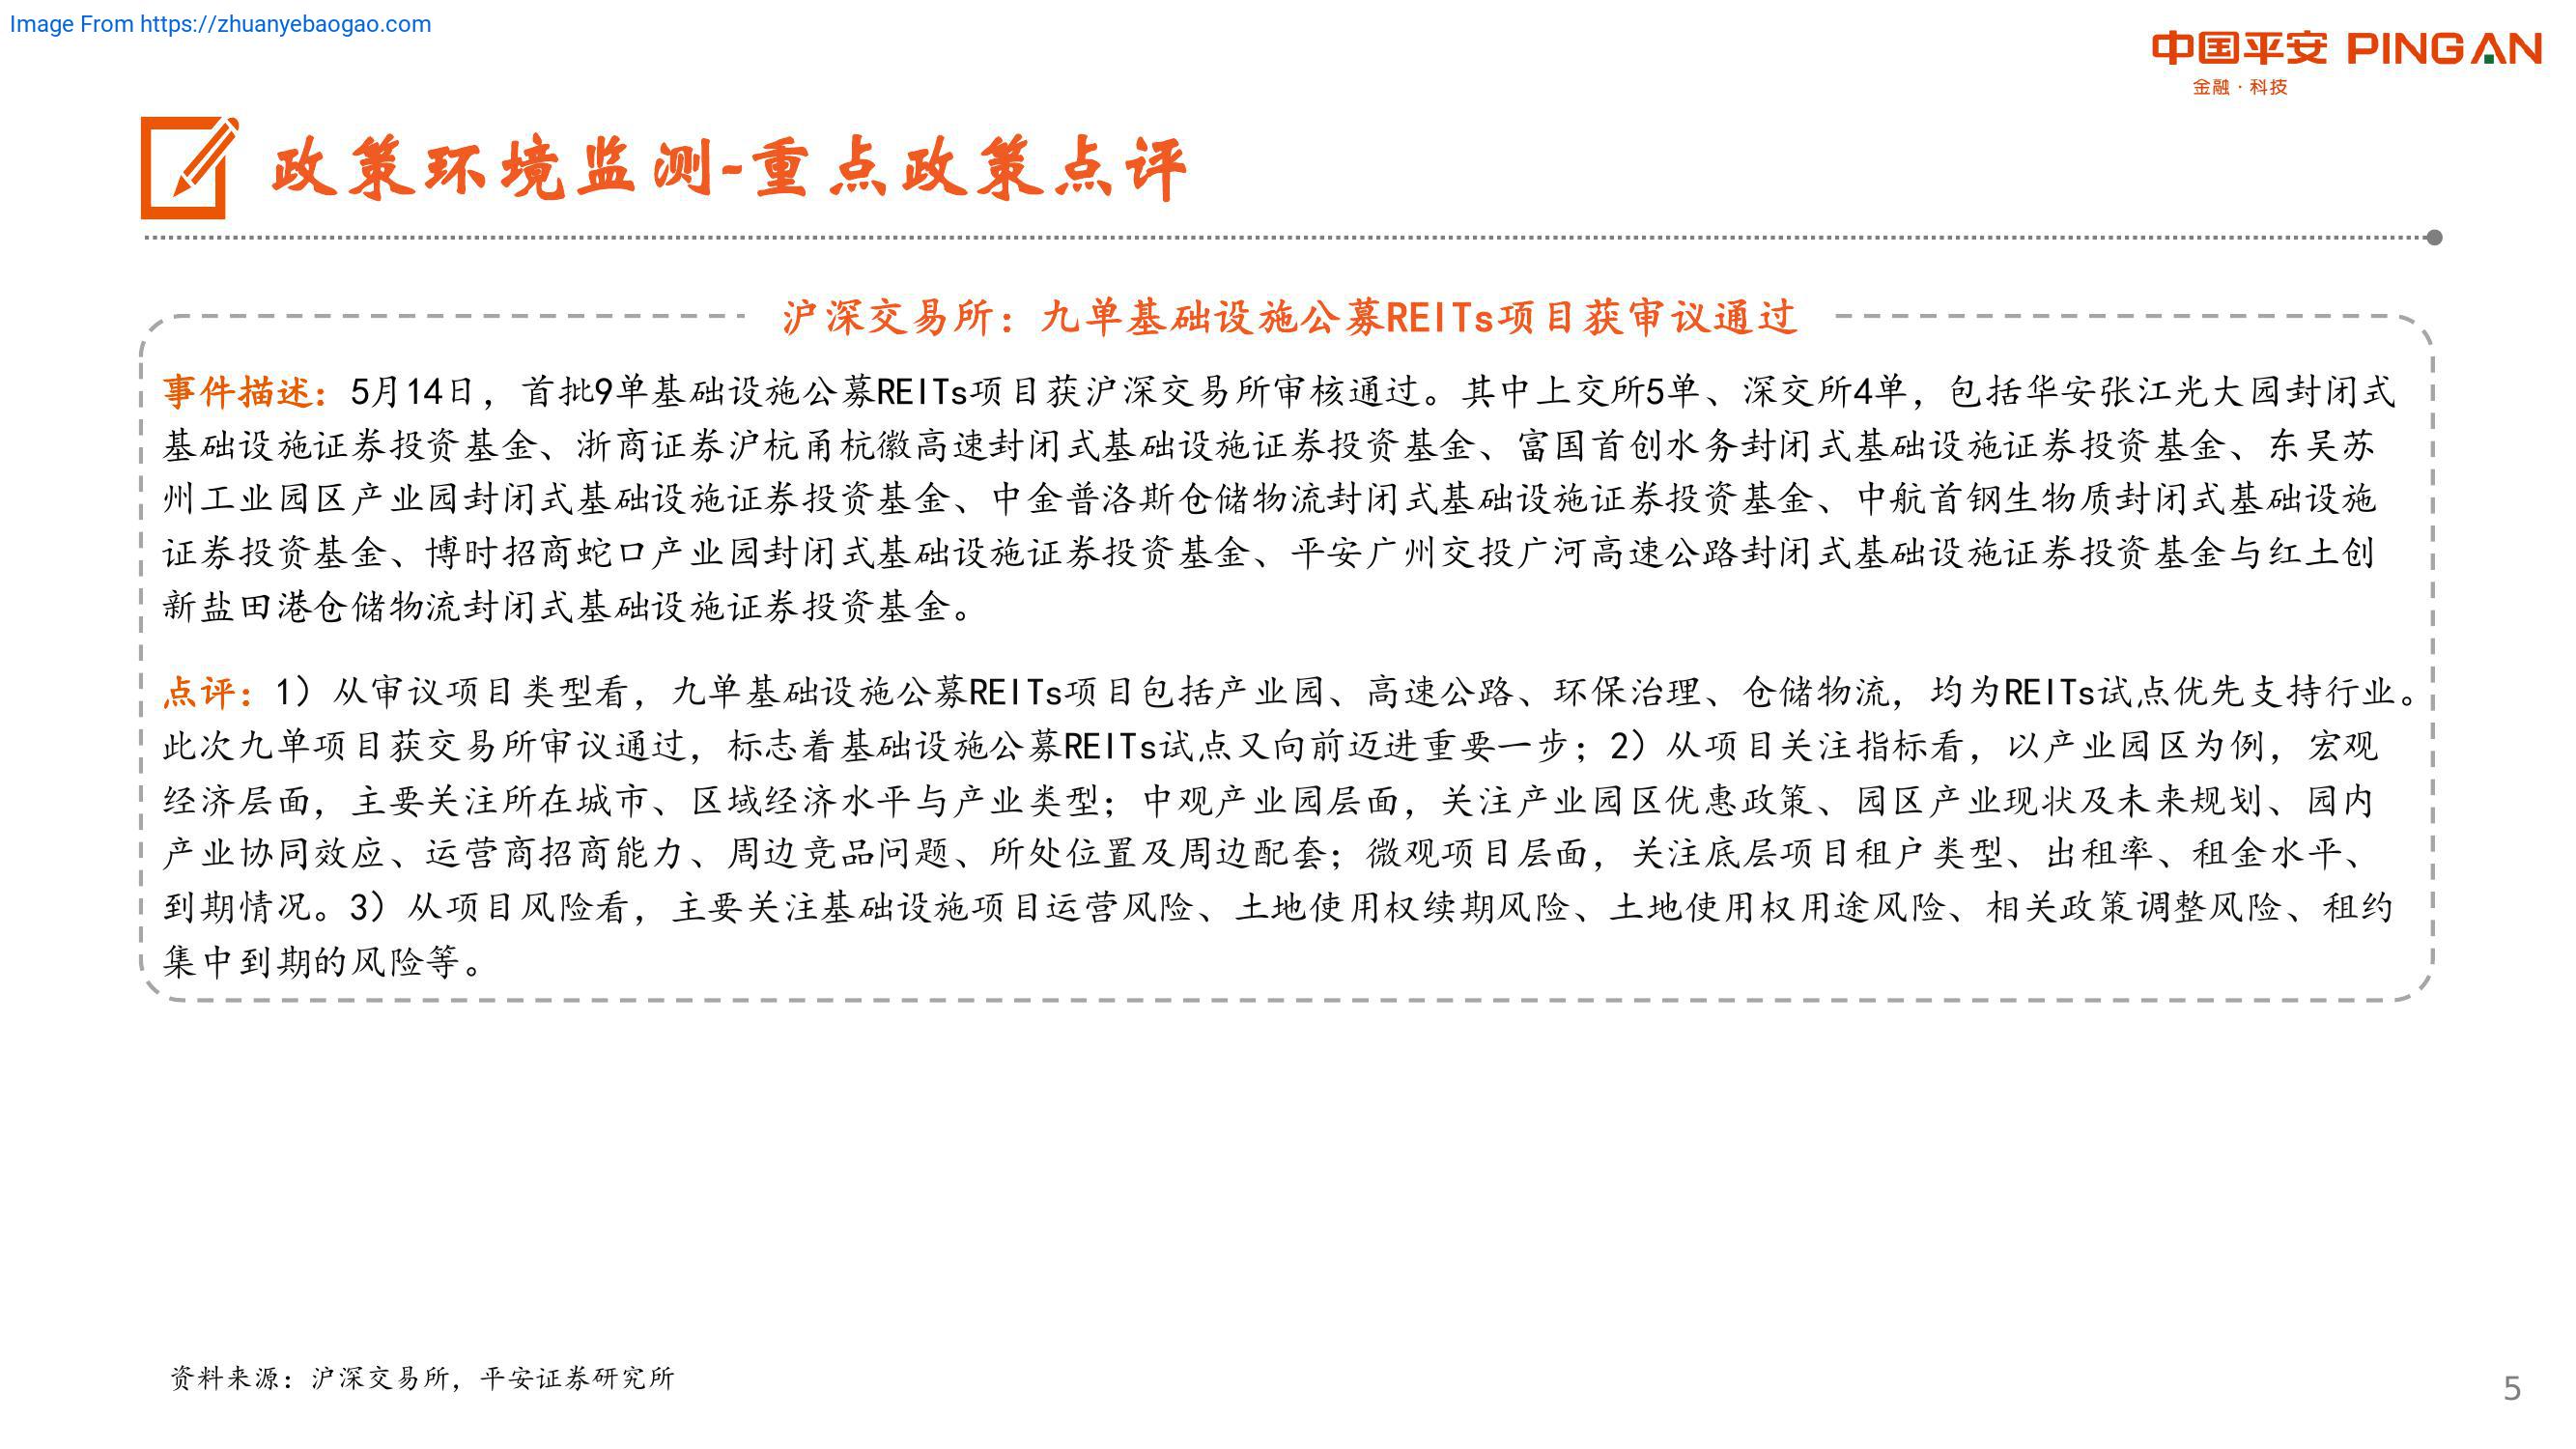 Image From https://zhuanyebaogao.com
中国平安 PINGAN
金融·科技
政策环境监测-重点政策点评
沪深交易所：九单基础设施公募REITs项目获审议通过
事件描述：5月14日，首批9单基础设施公募REITs项目获沪深交易所审核通过。其中上交所5单、深交所4单，包括华安张江光大园封闭式
基础设施证券投资基金、浙商证券沪杭甬杭徽高速封闭式基础设施证券投资基金、富国首创水务封闭式基础设施证券投资基金、东吴苏
州工业园区产业园封闭式基础设施证券投资基金、中金普洛斯仓储物流封闭式基础设施证券投资基金、中航首钢生物质封闭式基础设施
证券投资基金、博时招商蛇口产业园封闭式基础设施证券投资基金、平安广州交投广河高速公路封闭式基础设施证券投资基金与红土创
新盐田港仓储物流封闭式基础设施证券投资基金。
点评：1）从审议项目类型看，九单基础设施公募REITs项目包括产业园、高速公路、环保治理、仓储物流，均为REITs试点优先支持行业。
此次九单项目获交易所审议通过，标志着基础设施公募REITs试点又向前迈进重要一步；2）从项目关注指标看，以产业园区为例，宏观
经济层面，主要关注所在城市、区域经济水平与产业类型；中观产业园层面，关注产业园区优惠政策、园区产业现状及未来规划、园内
产业协同效应、运营商招商能力、周边竞品问题、所处位置及周边配套；微观项目层面，关注底层项目租户类型、出租率、租金水平、
到期情况。3）从项目风险看，主要关注基础设施项目运营风险、土地使用权续期风险、土地使用权用途风险、相关政策调整风险、租约
集中到期的风险等。
资料来源：沪深交易所，平安证券研究所
5